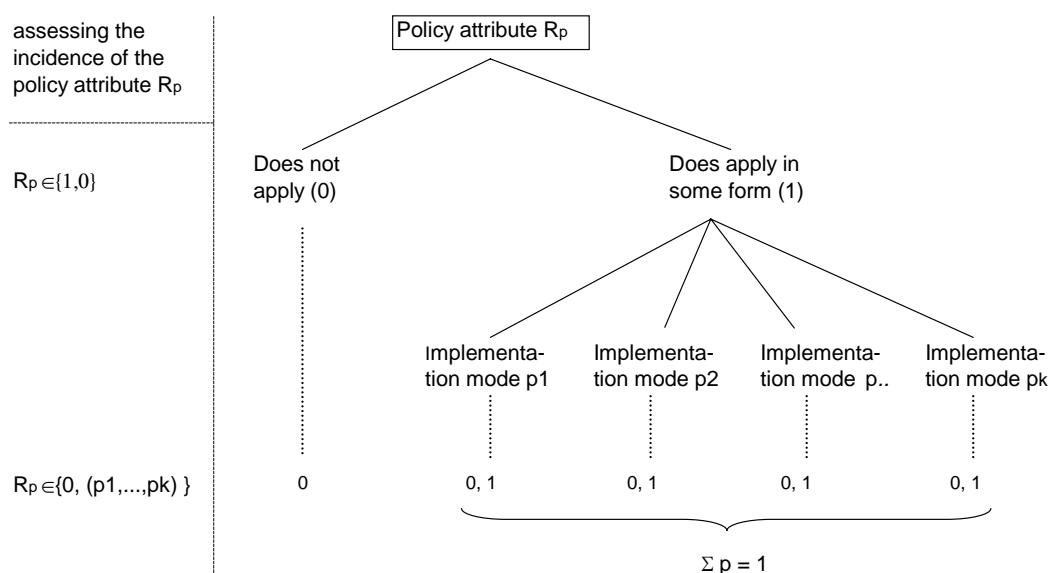 assessing the
incidence of the
policy attribute Rp
Policy attribute Rp
Rp∈{1,0}
Does not
apply (0)
Does apply in
some form (1)
Implementa-
tion mode p1
Implementa-
tion mode p2
Implementa-
tion mode p..
Implementa-
tion mode pk
Rp∈{0, (p1,...,pk) }
0
0, 1
0, 1
0, 1
0, 1
Σ p = 1